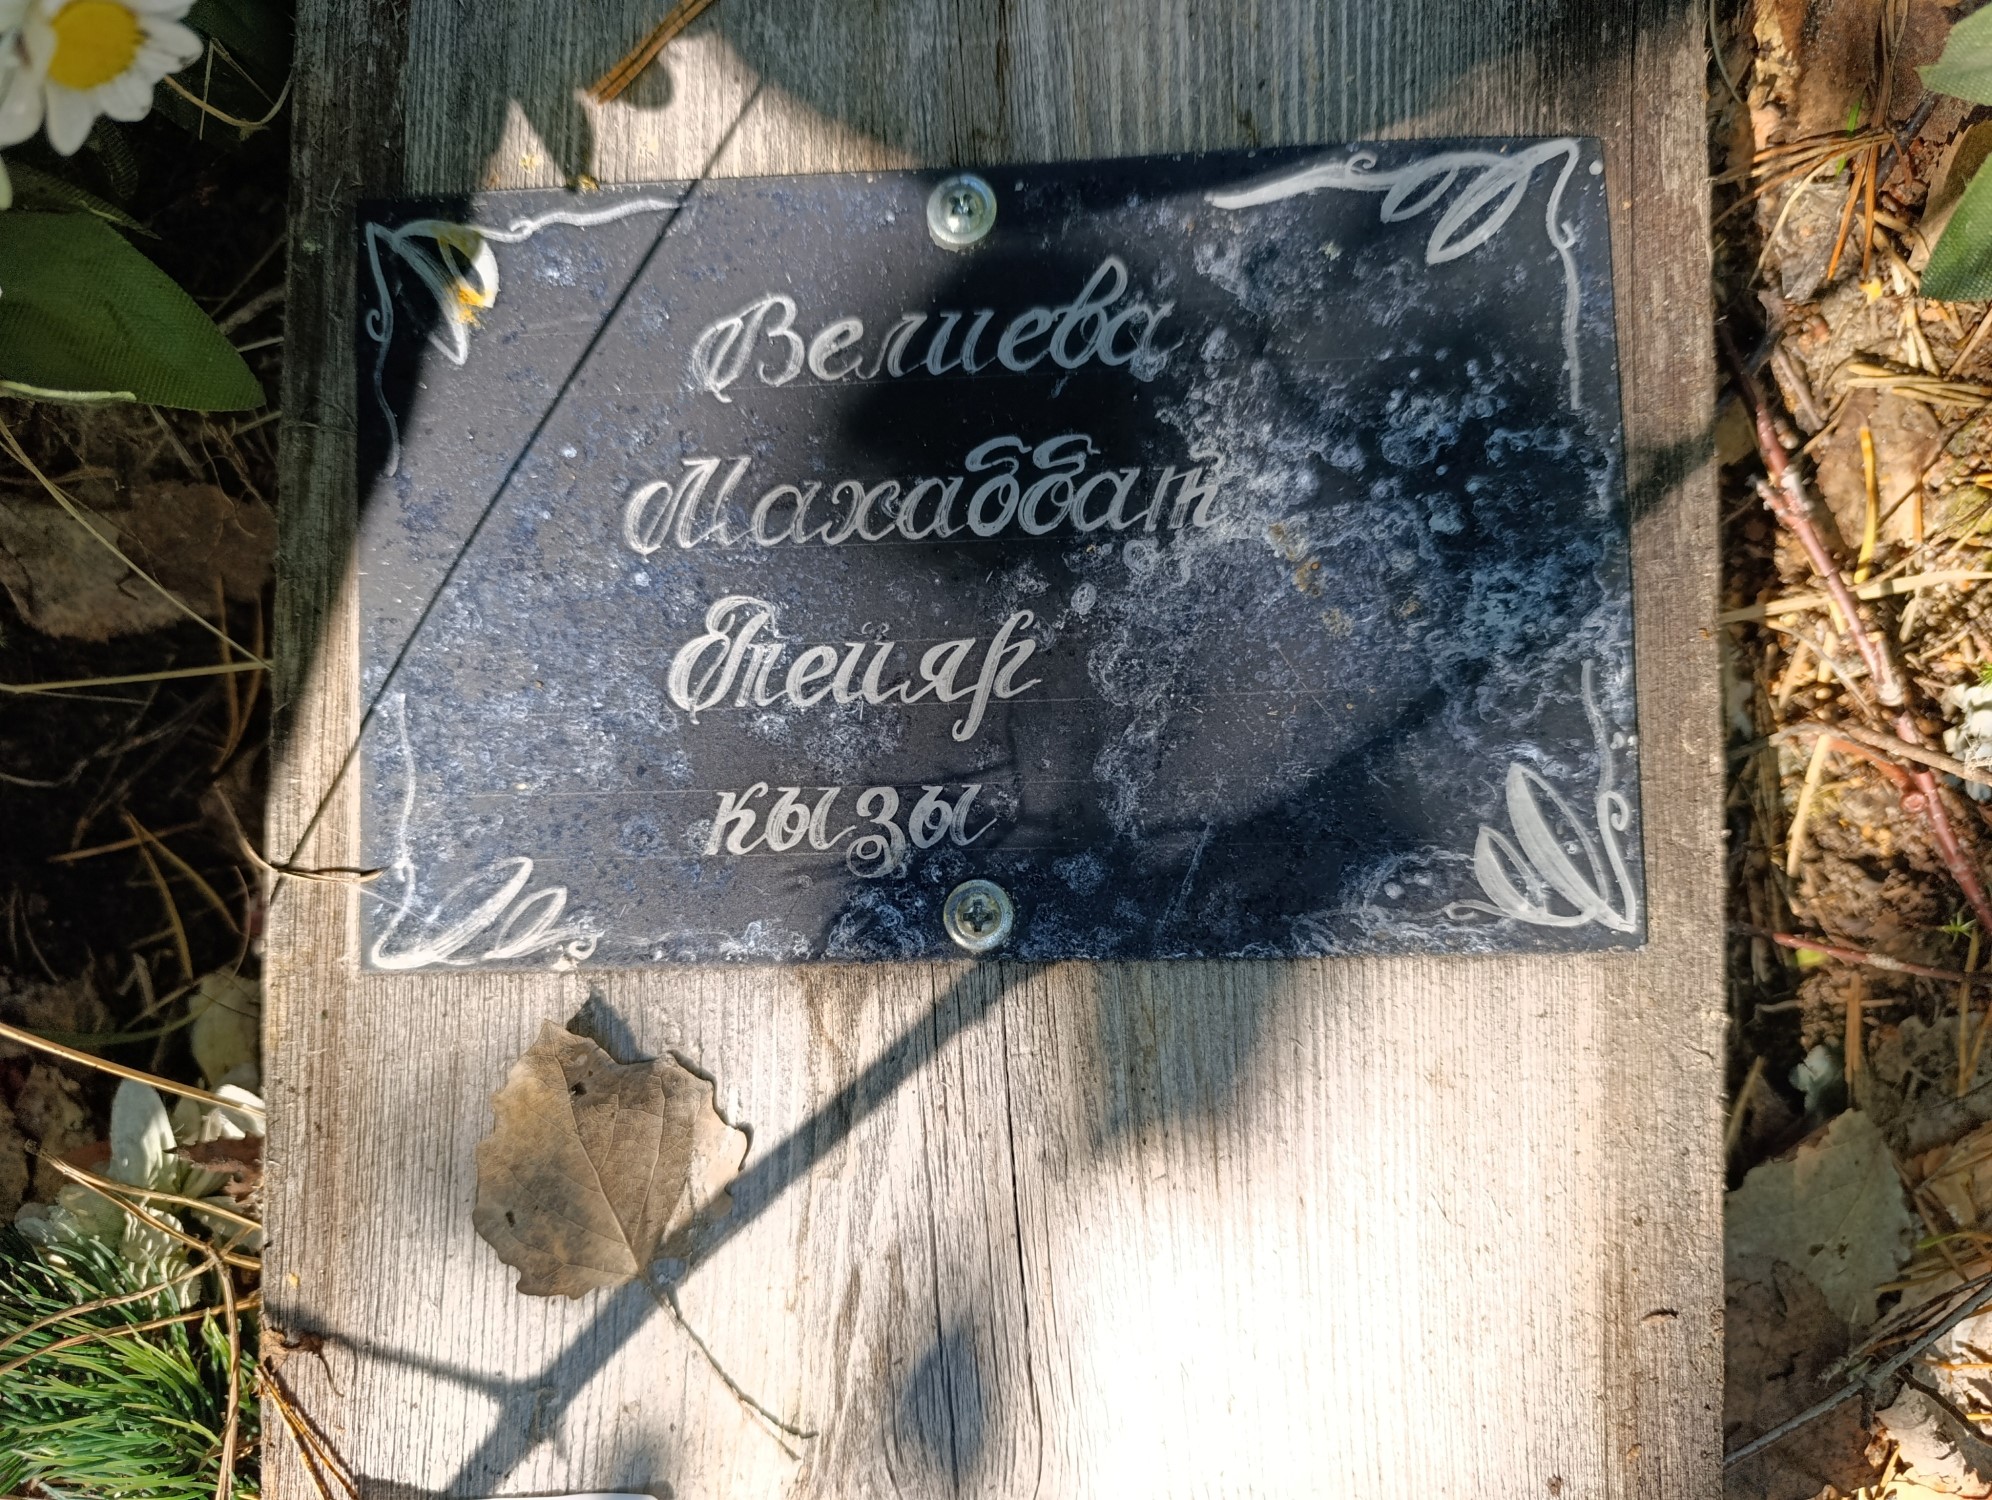 Велиева
Махаббат
Тейяр
кызы